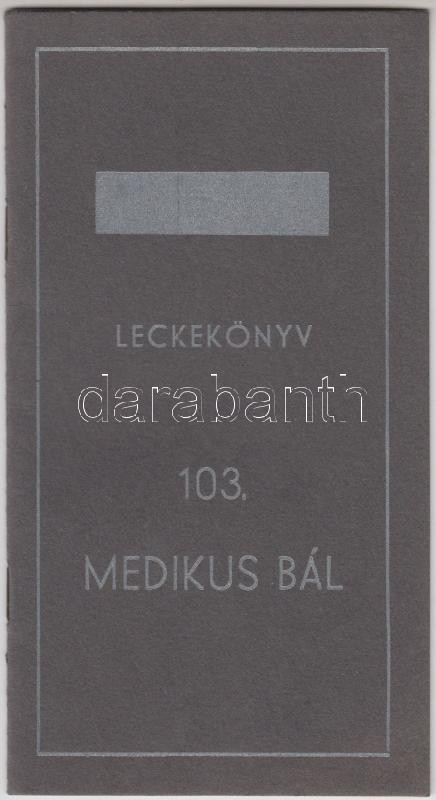 LECKEKÖNYV
darabanth
103.
MEDIKUS BÁL